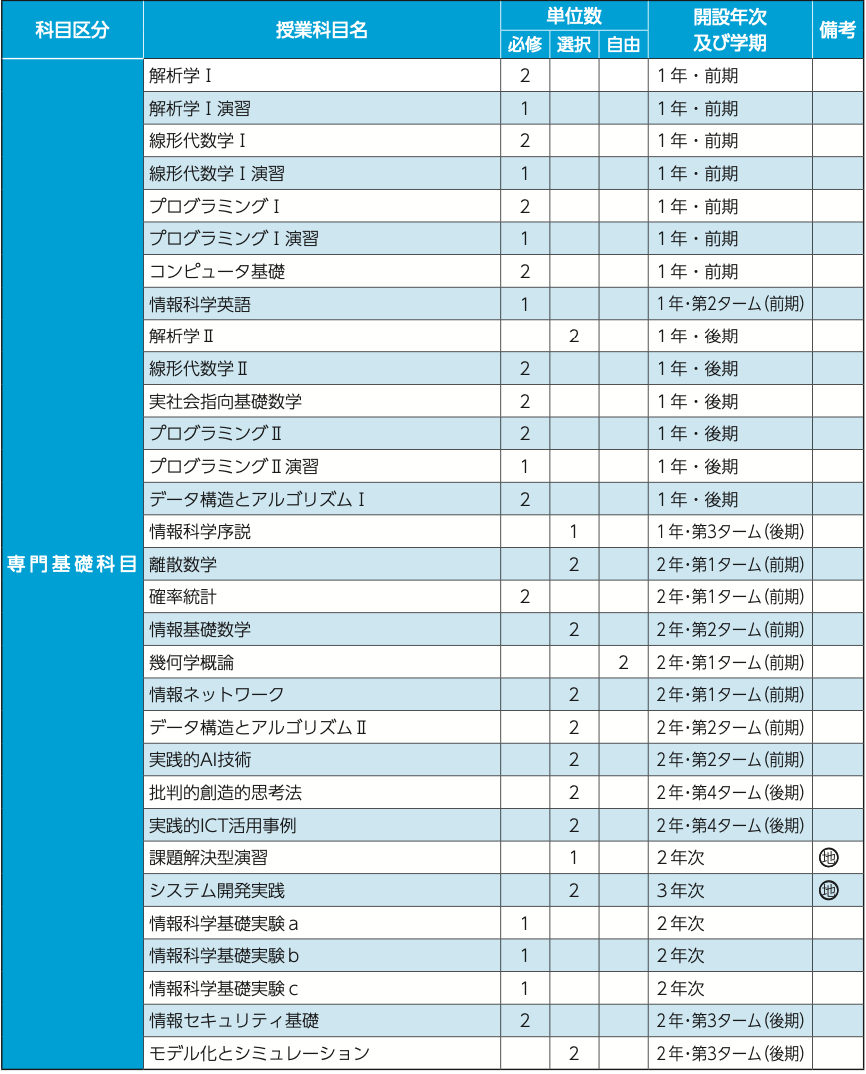 科目区分 授業科目名 単位数 開設年次及び学期 備考
必修 選択 自由
専門基礎科目
解析学Ⅰ 2 1年・前期
解析学Ⅰ演習 1 1年・前期
線形代数学Ⅰ 2 1年・前期
線形代数学Ⅰ演習 1 1年・前期
プログラミングⅠ 2 1年・前期
プログラミングⅠ演習 1 1年・前期
コンピュータ基礎 2 1年・前期
情報科学英語 1 1年・第2ターム(前期)
解析学Ⅱ 2 1年・後期
線形代数学Ⅱ 2 1年・後期
実社会指向基礎数学 2 1年・後期
プログラミングⅡ 2 1年・後期
プログラミングⅡ演習 1 1年・後期
データ構造とアルゴリズムⅠ 2 1年・後期
情報科学序説 1 1年・第3ターム(後期)
離散数学 2 2年・第1ターム(前期)
確率統計 2 2年・第1ターム(前期)
情報基礎数学 2 2年・第2ターム(前期)
幾何学概論 2 2年・第1ターム(前期)
情報ネットワーク 2 2年・第1ターム(前期)
データ構造とアルゴリズムⅡ 2 2年・第2ターム(前期)
実践的AI技術 2 2年・第2ターム(前期)
批判的創造的思考法 2 2年・第4ターム(後期)
実践的ICT活用事例 2 2年・第4ターム(後期)
課題解決型演習 1 2年次 地
システム開発実践 2 3年次 地
情報科学基礎実験a 1 2年次
情報科学基礎実験b 1 2年次
情報科学基礎実験c 1 2年次
情報セキュリティ基礎 2 2年・第3ターム(後期)
モデル化とシミュレーション 2 2年・第3ターム(後期)